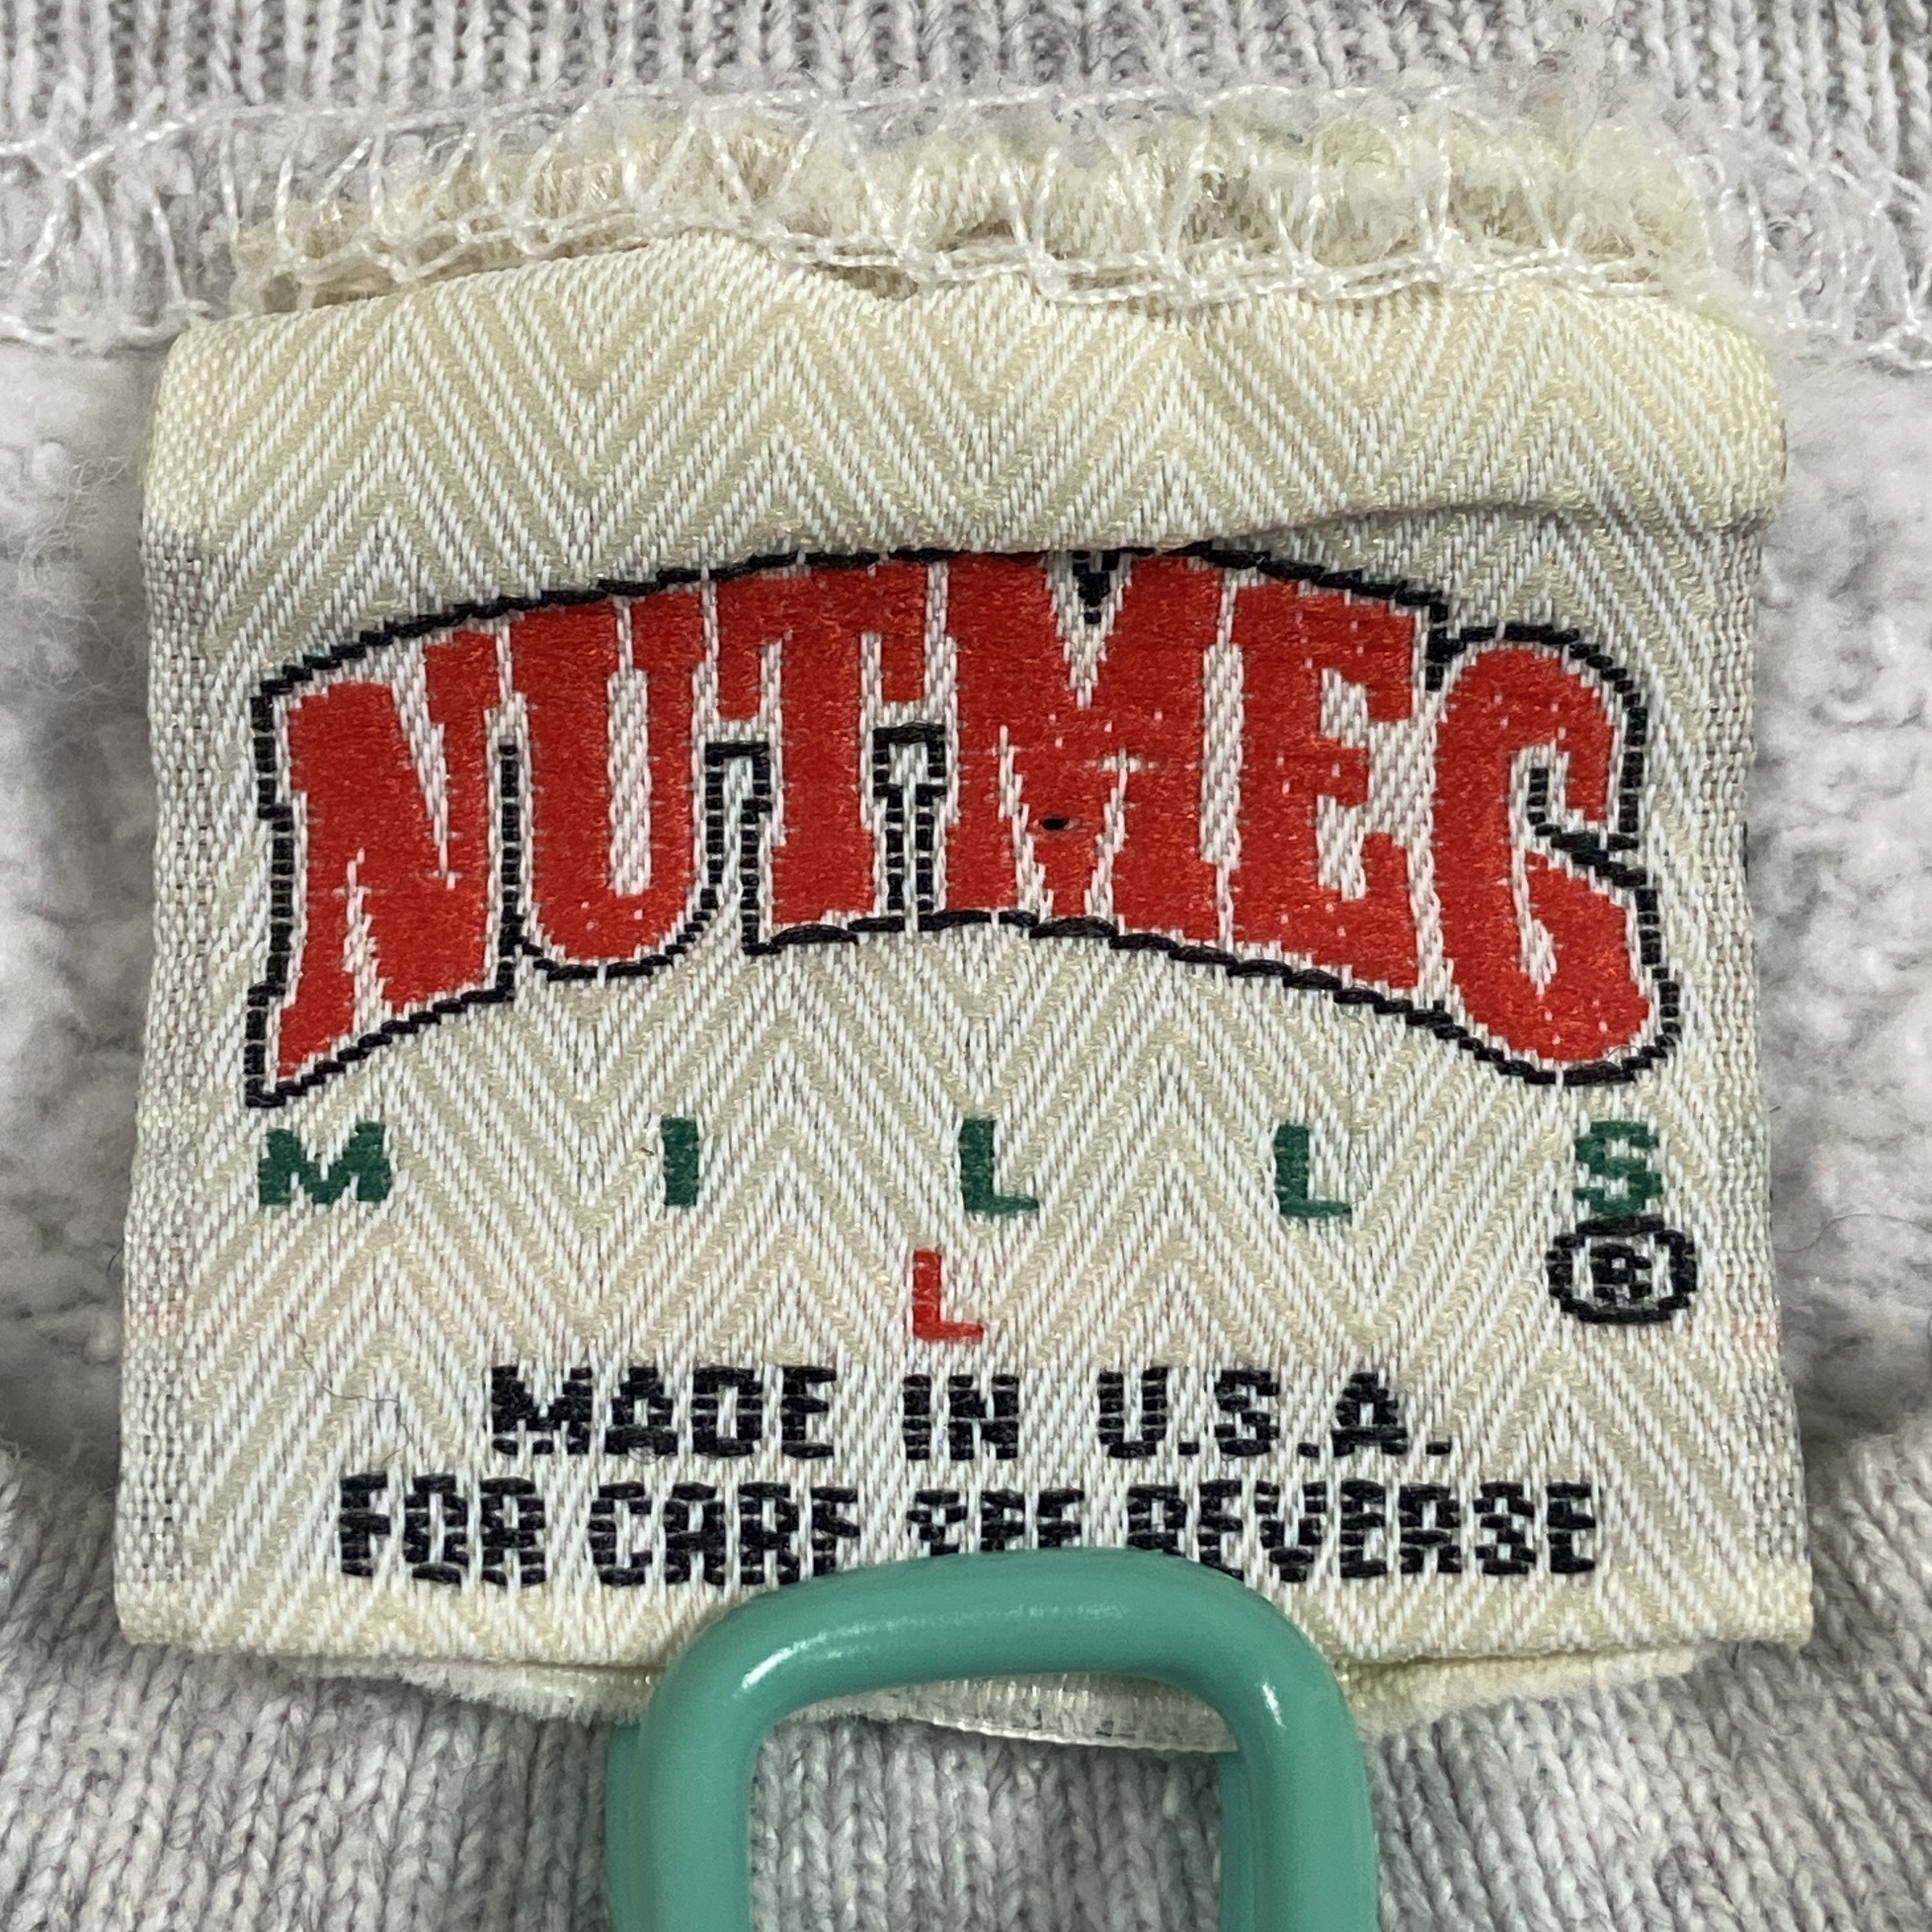 NUTMEG
MILLS
®
L
MADE IN U.S.A.
FOR CARE SEE REVERSE